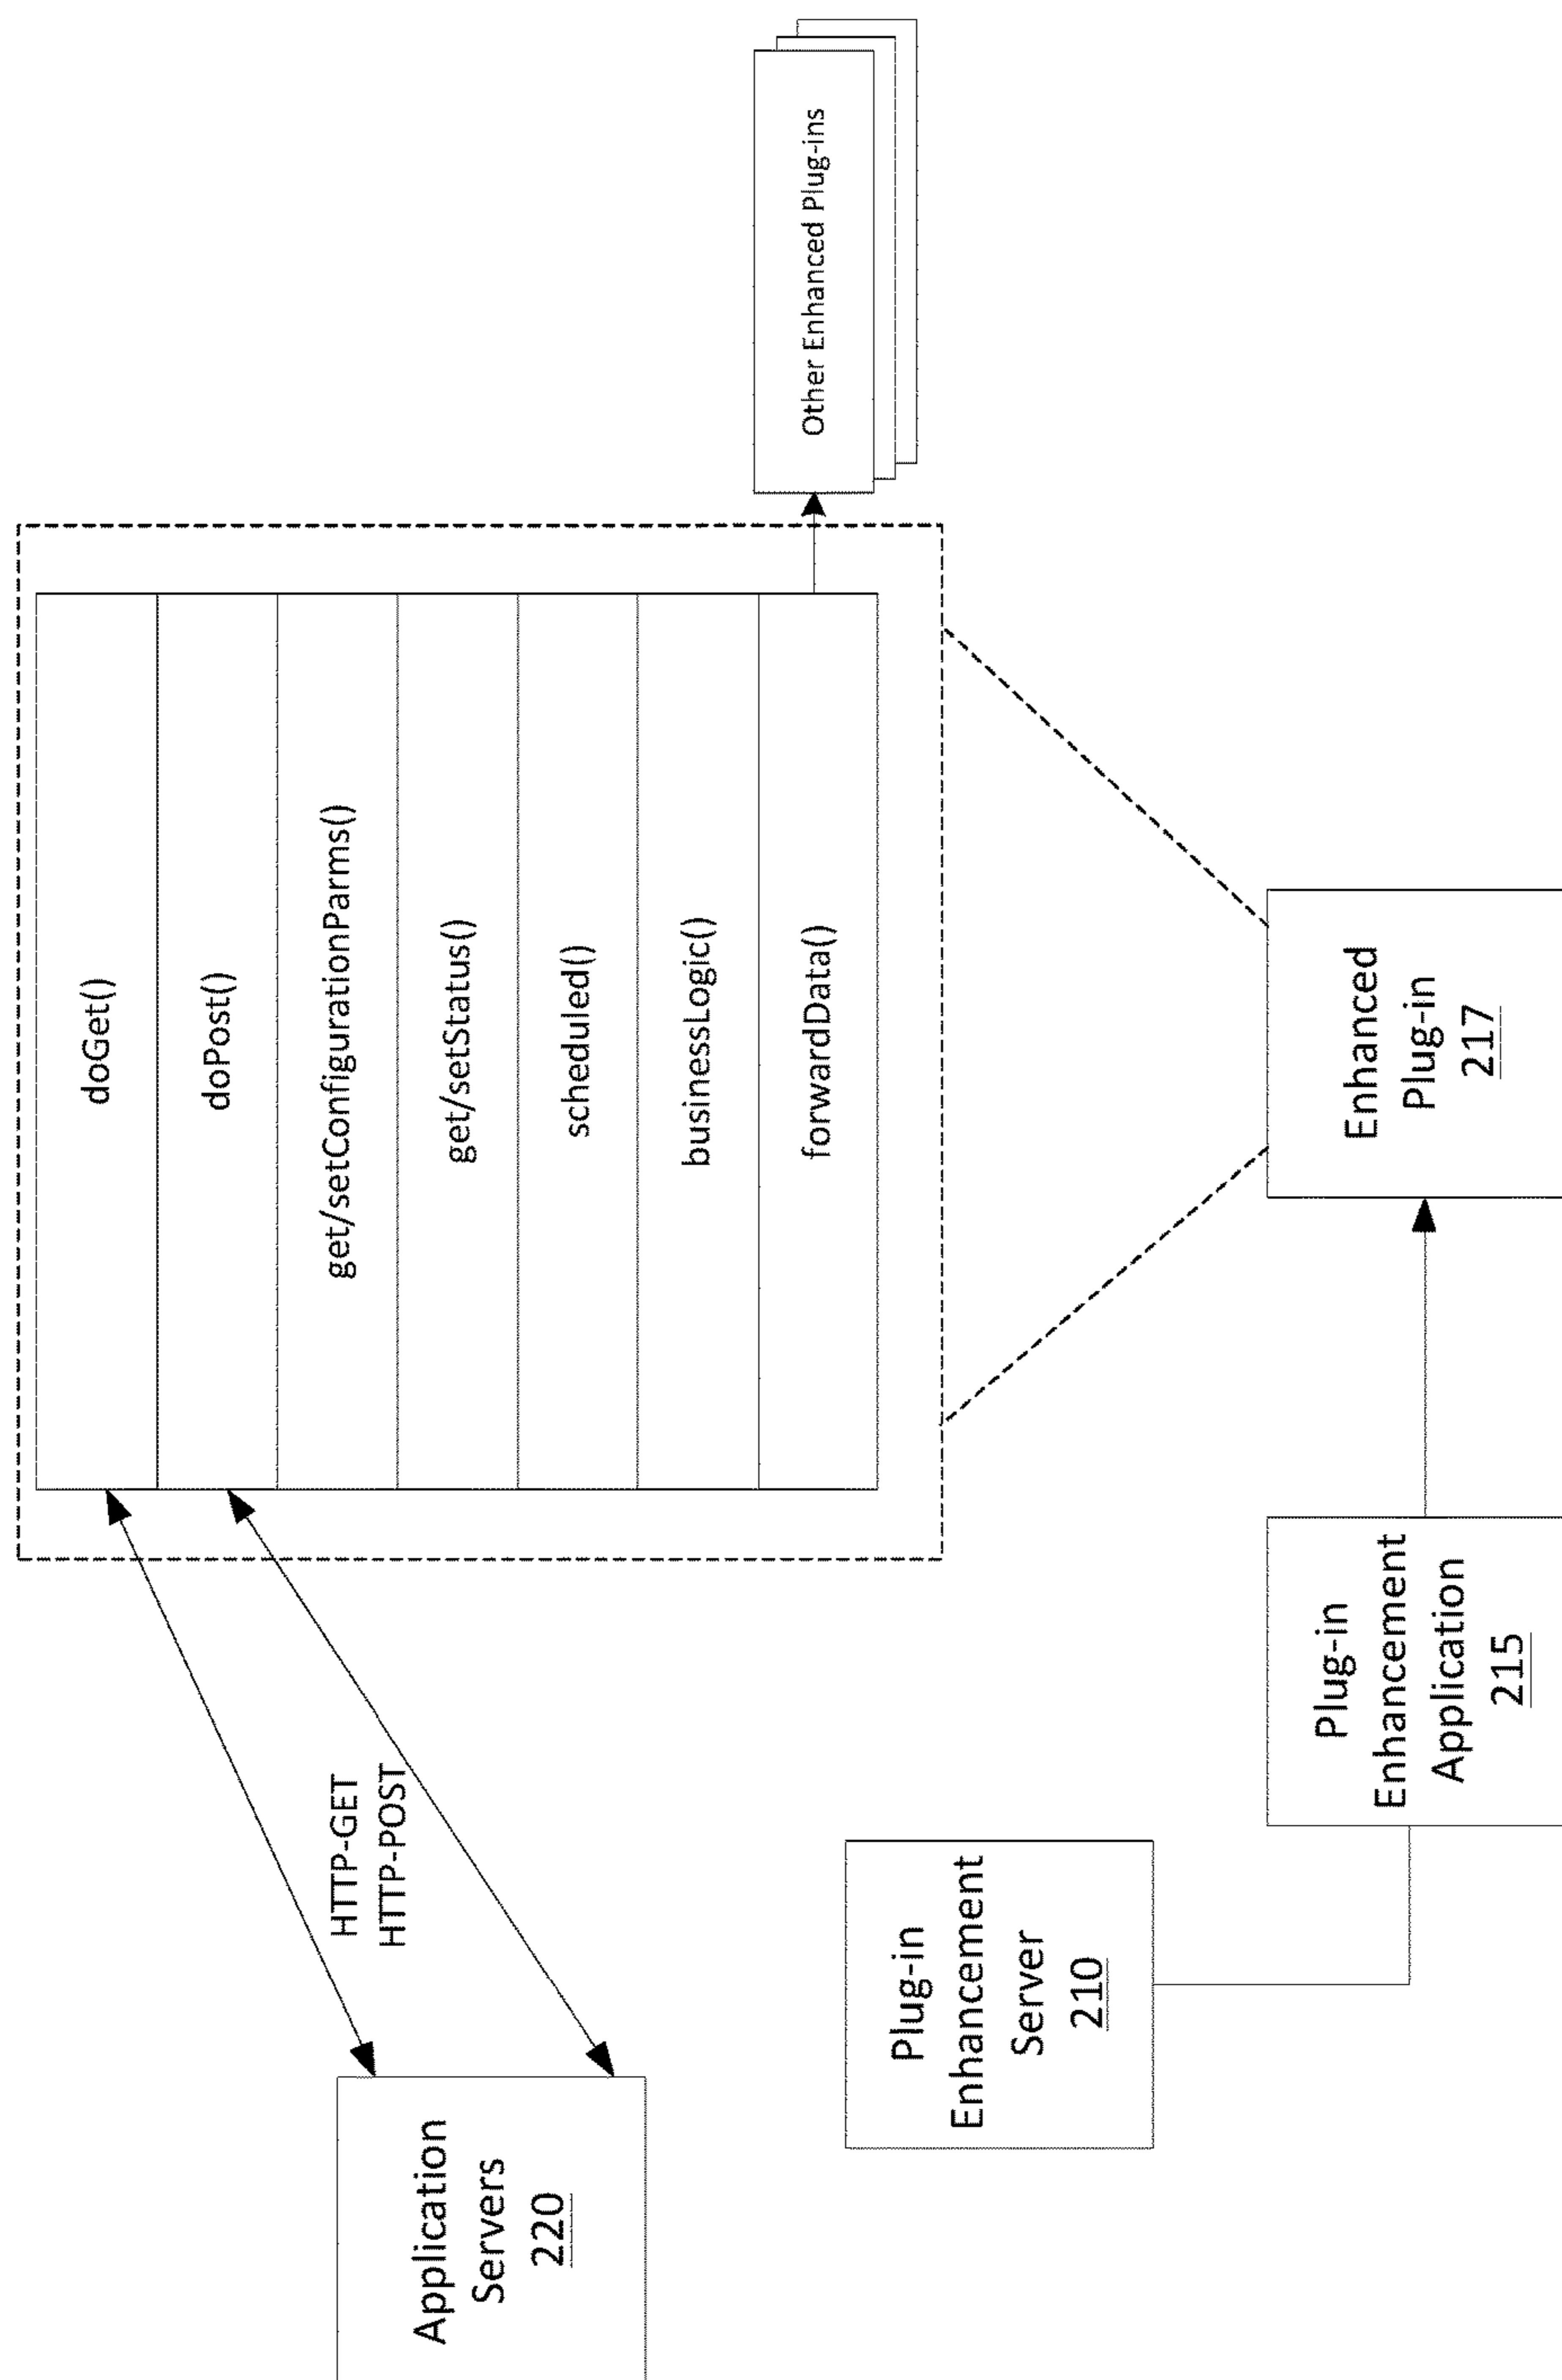 doGet()
doPost()
get/setConfigurationParms()
get/setStatus()
scheduled()
businessLogic()
forwardData()
Other Enhanced Plug-ins
HTTP-GET
HTTP-POST
Application
Servers
220
Plug-in
Enhancement
Server
210
Plug-in
Enhancement
Application
215
Enhanced
Plug-in
217